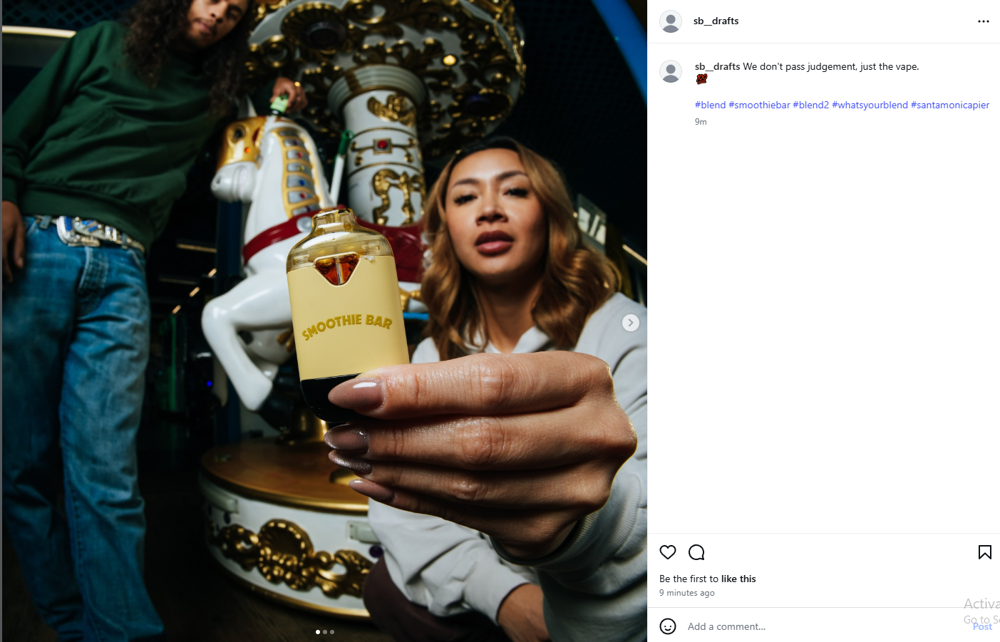 SMOOTHIE BAR
sb__drafts
sb__drafts We don't pass judgement, just the vape.
💯
#blend #smoothiebar #blend2 #whatsyourblend #santamonicapier
9m
Be the first to like this
9 minutes ago
Add a comment...
Post
Activa
Go to S